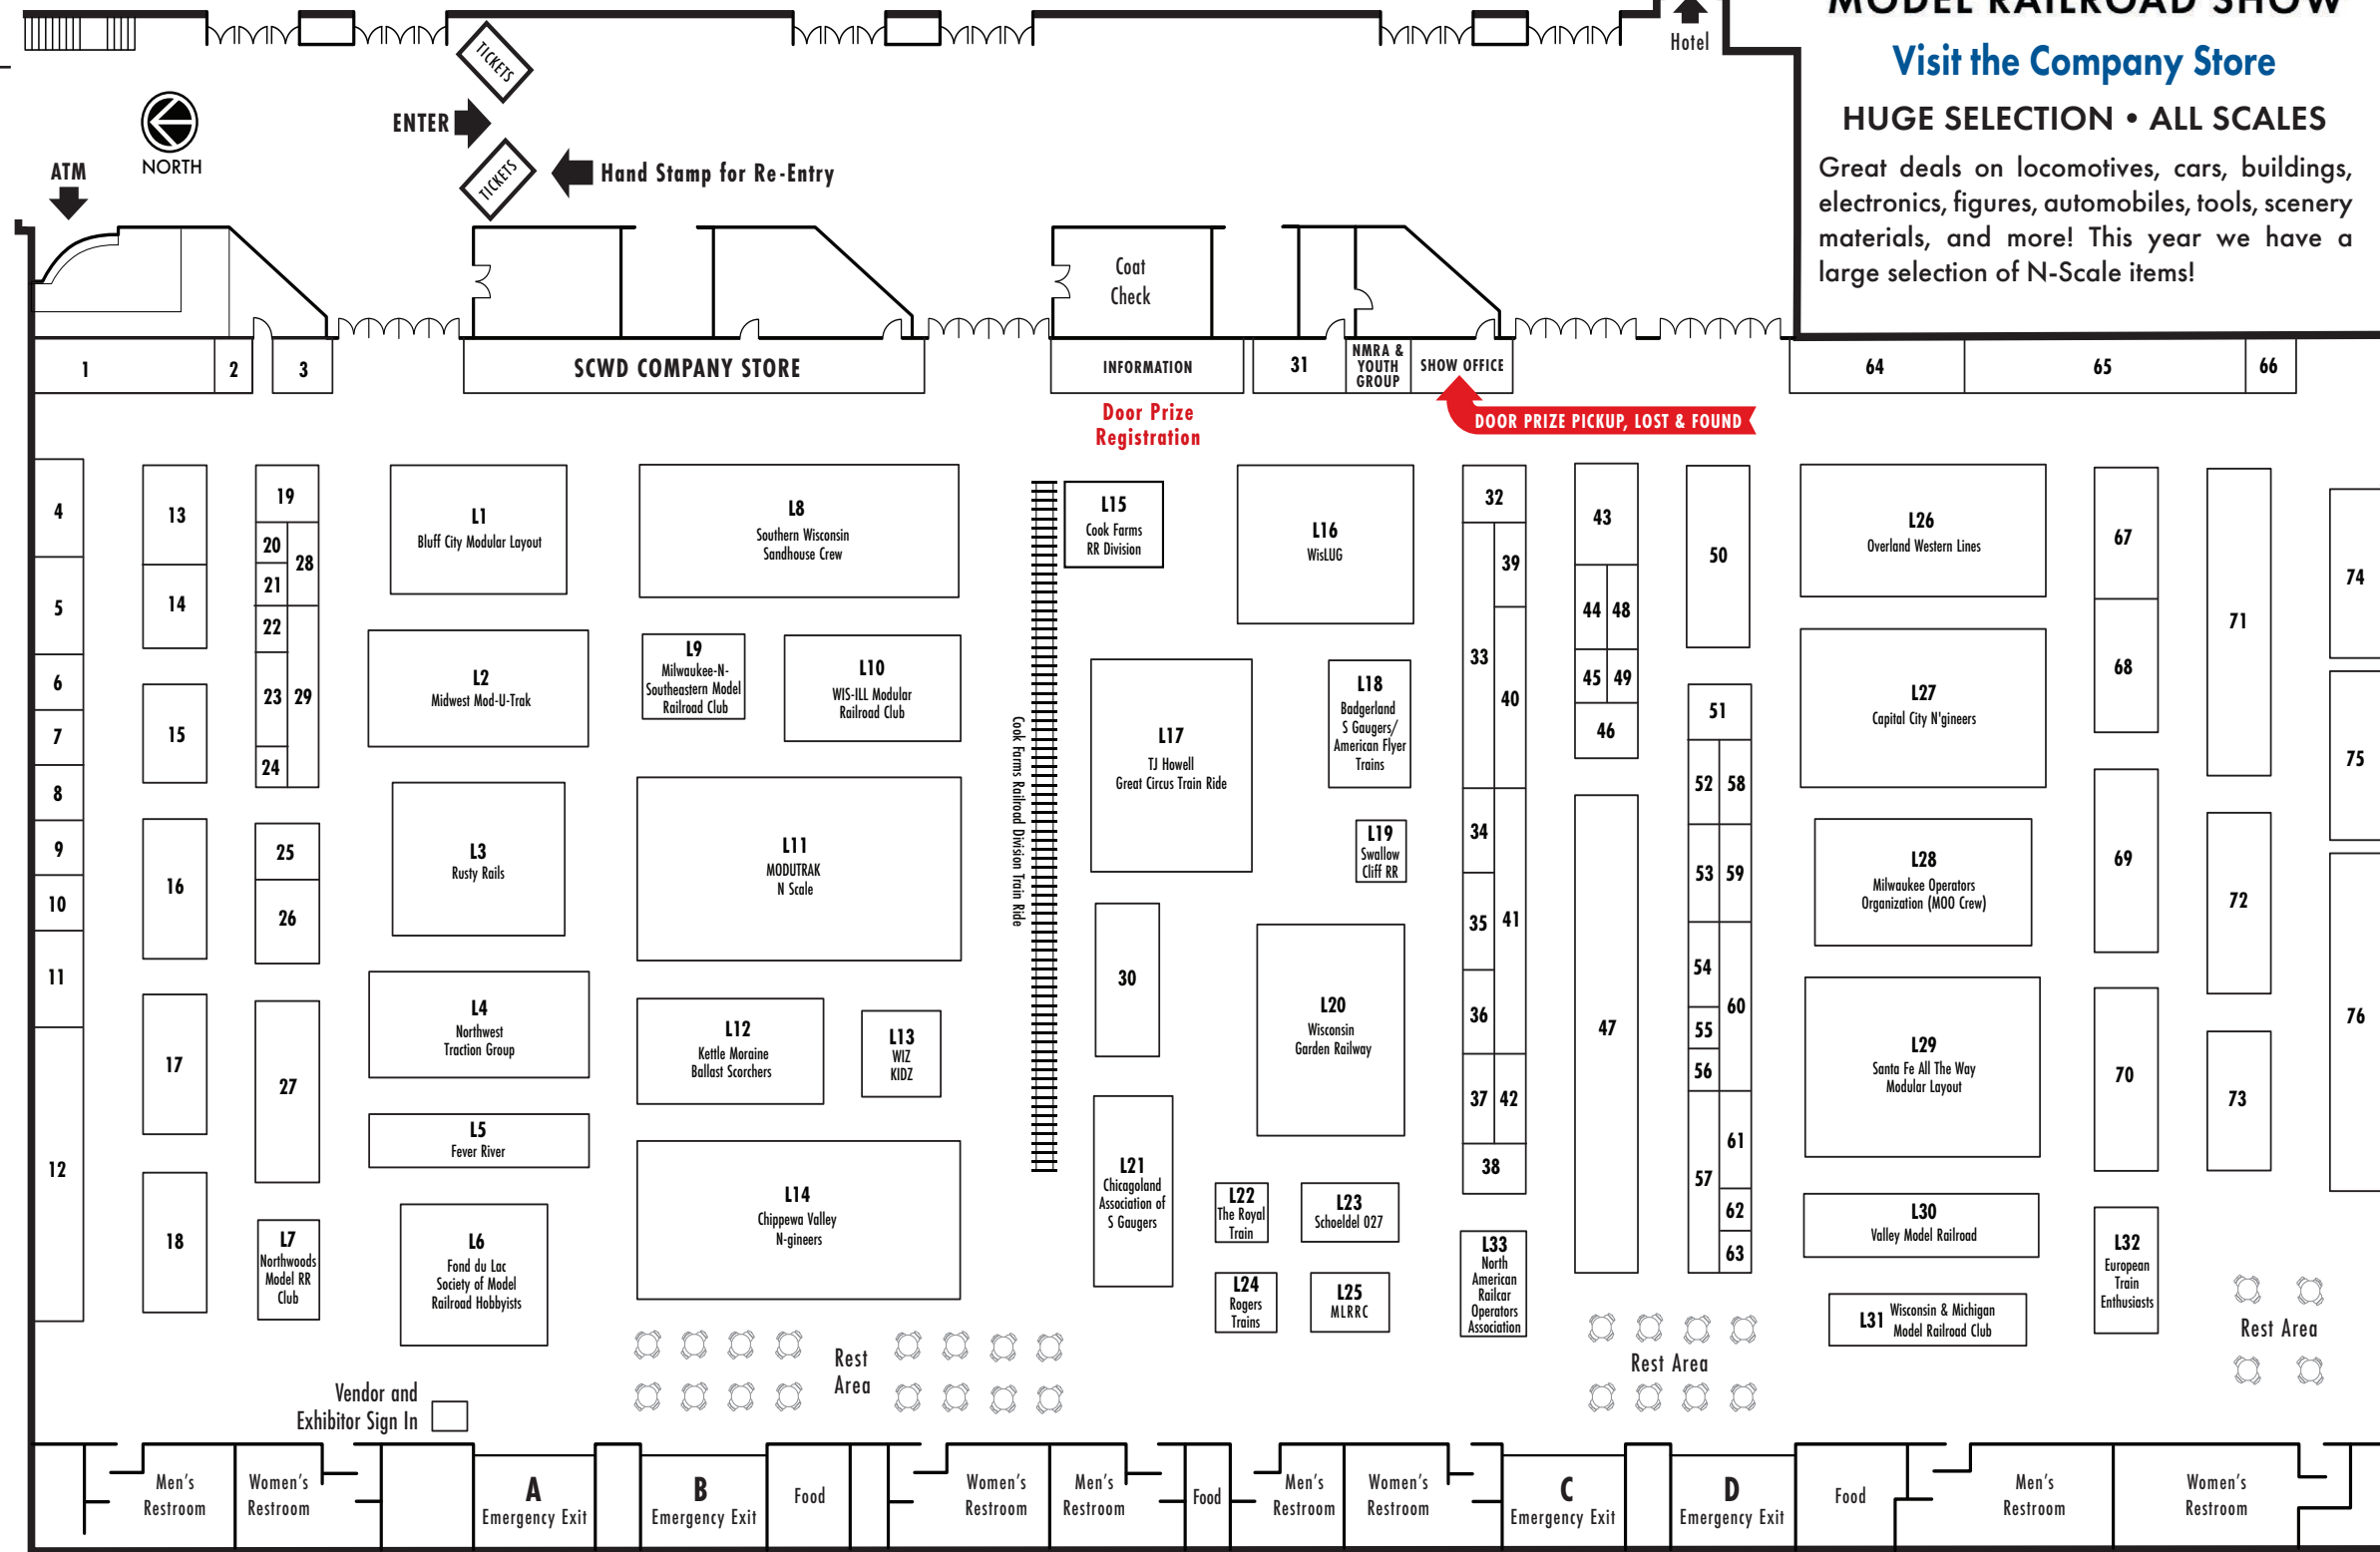 MODEL RAILROAD SHOW
Visit the Company Store
HUGE SELECTION • ALL SCALES
Great deals on locomotives, cars, buildings,
electronics, figures, automobiles, tools, scenery
materials, and more! This year we have a
large selection of N-Scale items!
Hotel
TICKETS
ENTER
TICKETS
Hand Stamp for Re-Entry
NORTH
ATM
Coat
Check
1
2
3
SCWD COMPANY STORE
INFORMATION
31
NMRA &
YOUTH
GROUP
SHOW OFFICE
64
65
66
Door Prize
Registration
DOOR PRIZE PICKUP, LOST & FOUND
4
5
6
7
8
9
10
11
12
13
14
15
16
17
18
19
20
21
22
23
24
28
29
25
26
27
L7
Northwoods
Model RR
Club
L1
Bluff City Modular Layout
L2
Midwest Mod-U-Trak
L3
Rusty Rails
L4
Northwest
Traction Group
L5
Fever River
L6
Fond du Lac
Society of Model
Railroad Hobbyists
L8
Southern Wisconsin
Sandhouse Crew
L9
Milwaukee-N-
Southeastern Model
Railroad Club
L10
WIS-ILL Modular
Railroad Club
L11
MODUTRAK
N Scale
L12
Kettle Moraine
Ballast Scorchers
L13
WIZ
KIDZ
L14
Chippewa Valley
N-gineers
Cook Farms Railroad Division Train Ride
L15
Cook Farms
RR Division
L16
WisLUG
L17
TJ Howell
Great Circus Train Ride
L18
Badgerland
S Gaugers/
American Flyer
Trains
L19
Swallow
Cliff RR
30
L20
Wisconsin
Garden Railway
L21
Chicagoland
Association of
S Gaugers
L22
The Royal
Train
L23
Schoeldel 027
L24
Rogers
Trains
L25
MLRRC
32
33
34
35
36
37
38
39
40
41
42
L33
North
American
Railcar
Operators
Association
43
44
48
45
49
46
47
50
51
52
53
54
55
56
57
58
59
60
61
62
63
L26
Overland Western Lines
L27
Capital City N'gineers
L28
Milwaukee Operators
Organization (MOO Crew)
L29
Santa Fe All The Way
Modular Layout
L30
Valley Model Railroad
L31
Wisconsin & Michigan
Model Railroad Club
67
68
69
70
L32
European
Train
Enthusiasts
71
72
73
74
75
76
Rest Area
Rest
Area
Rest Area
Vendor and
Exhibitor Sign In
Men's
Restroom
Women's
Restroom
A
Emergency Exit
B
Emergency Exit
Food
Women's
Restroom
Men's
Restroom
Food
Men's
Restroom
Women's
Restroom
C
Emergency Exit
D
Emergency Exit
Food
Men's
Restroom
Women's
Restroom